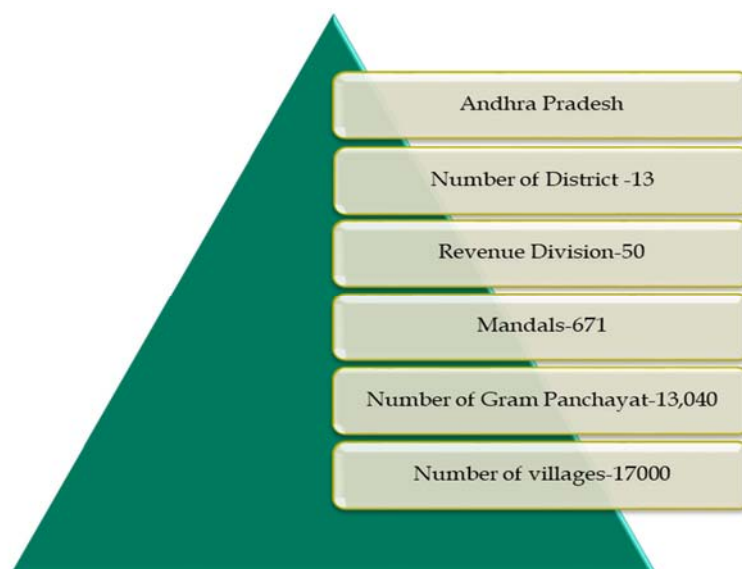 Andhra Pradesh
Number of District -13
Revenue Division-50
Mandals-671
Number of Gram Panchayat-13,040
Number of villages-17000